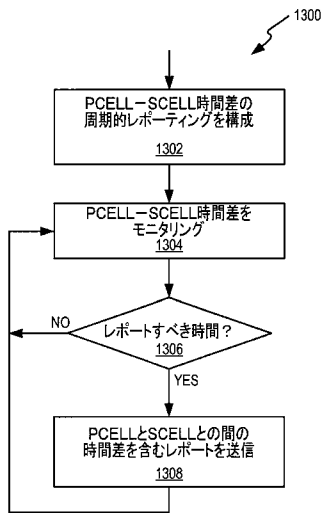 1300
PCELL－SCELL時間差の
周期的レポーティングを構成
1302
PCELL－SCELL時間差を
モニタリング
1304
レポートすべき時間？
1306
NO
YES
PCELLとSCELLとの間の
時間差を含むレポートを送信
1308